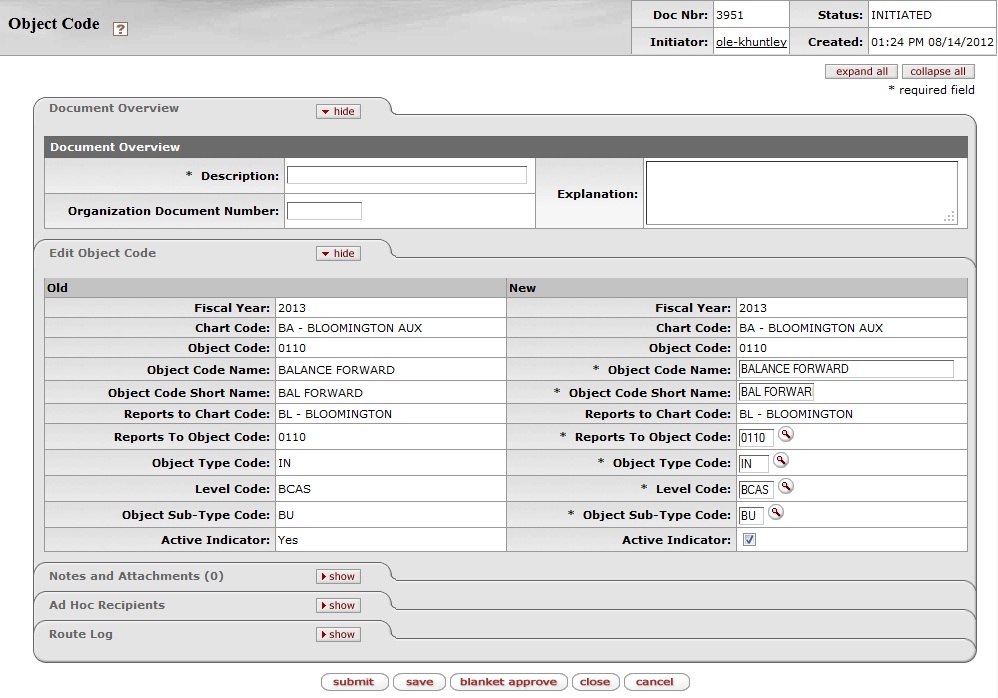 Object Code ?
Doc Nbr: 3951 Status: INITIATED
Initiator: ole-khuntley Created: 01:24 PM 08/14/2012
expand all collapse all
* required field
Document Overview hide
Document Overview
* Description: Explanation:
Organization Document Number:
Edit Object Code hide
Old New
Fiscal Year: 2013 Fiscal Year: 2013
Chart Code: BA - BLOOMINGTON AUX Chart Code: BA - BLOOMINGTON AUX
Object Code: 0110 Object Code: 0110
Object Code Name: BALANCE FORWARD * Object Code Name: BALANCE FORWARD
Object Code Short Name: BAL FORWARD * Object Code Short Name: BAL FORWAR
Reports to Chart Code: BL - BLOOMINGTON Reports to Chart Code: BL - BLOOMINGTON
Reports To Object Code: 0110 * Reports To Object Code: 0110
Object Type Code: IN * Object Type Code: IN
Level Code: BCAS * Level Code: BCAS
Object Sub-Type Code: BU * Object Sub-Type Code: BU
Active Indicator: Yes Active Indicator:
Notes and Attachments (0) show
Ad Hoc Recipients show
Route Log show
submit save blanket approve close cancel